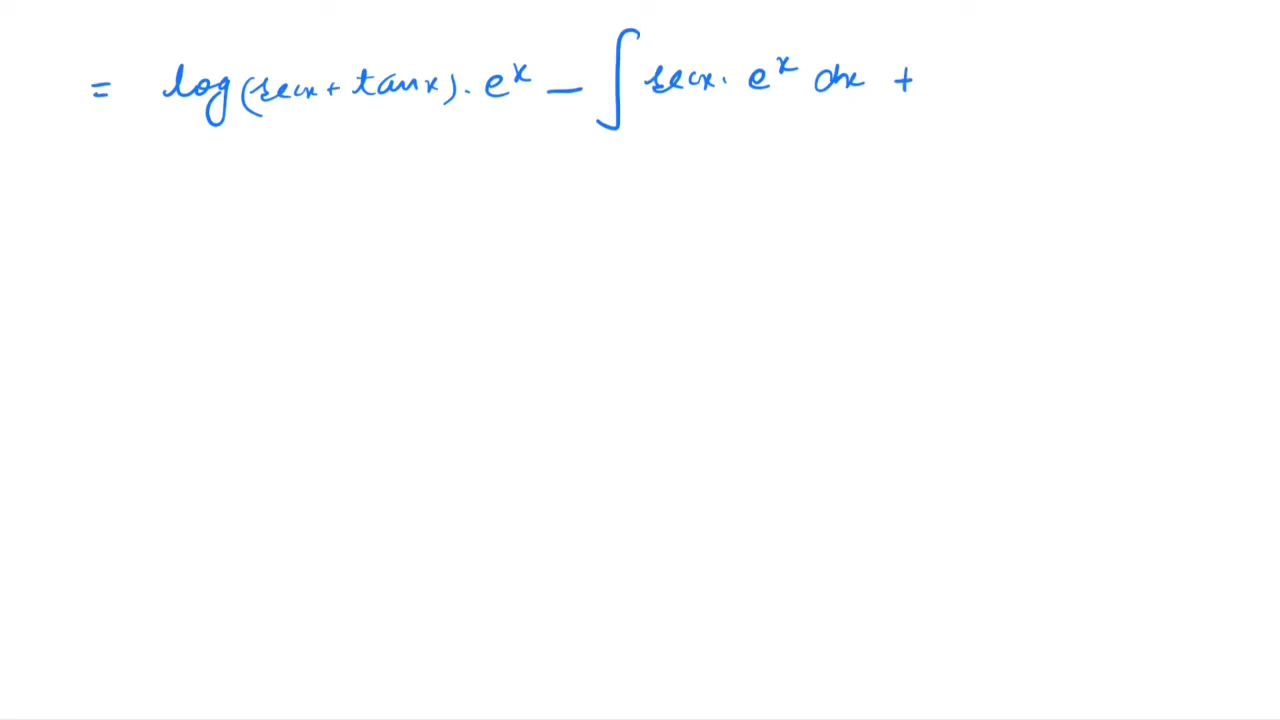 = log(secx + tanx). e^x − ∫ secx. e^x dx +